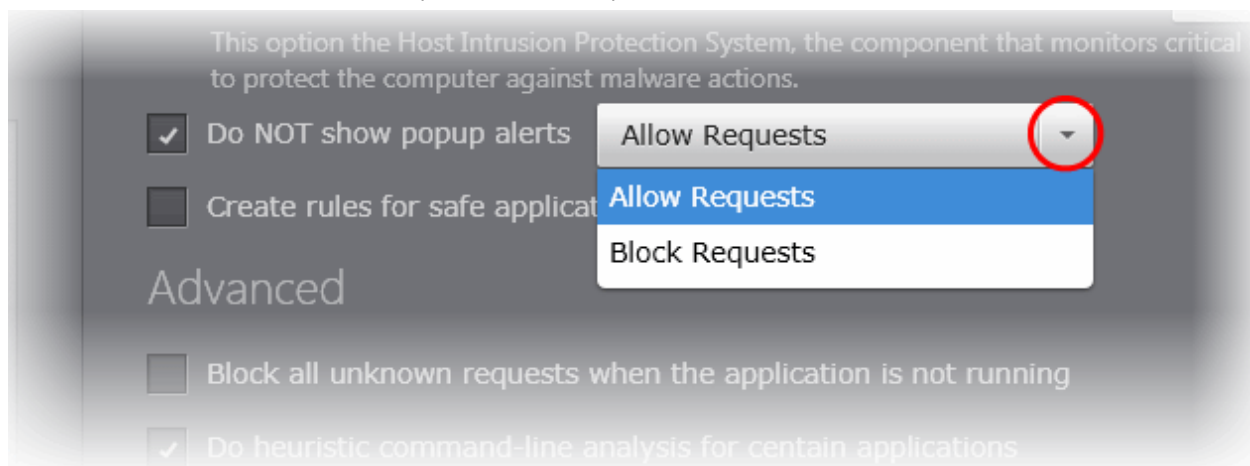 This option the Host Intrusion Protection System, the component that monitors critical
to protect the computer against malware actions.
Do NOT show popup alerts Allow Requests
Create rules for safe applicat Allow Requests
Block Requests
Advanced
Block all unknown requests when the application is not running
Do heuristic command-line analysis for centain applications